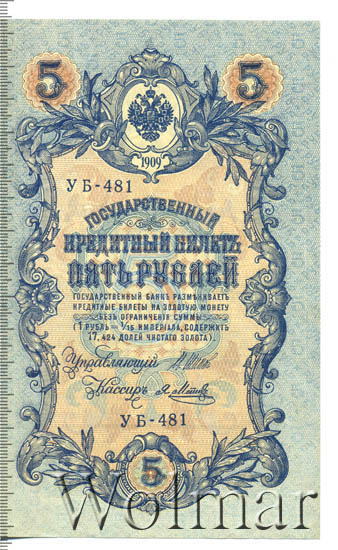 5 5
1909
УБ-481
ГОСУДАРСТВЕННЫЙ
КРЕДИТНЫЙ БИЛЕТЪ
ПЯТЬ РУБЛЕЙ
ГОСУДАРСТВЕННЫЙ БАНКЪ РАЗМѢНИВАЕТЪ
КРЕДИТНЫЕ БИЛЕТЫ НА ЗОЛОТУЮ МОНЕТУ
БЕЗЪ ОГРАНИЧЕНІЯ СУММЫ
(1 РУБЛЬ = 1/15 ИМПЕРІАЛА, СОДЕРЖИТЪ
17,424 ДОЛЕЙ ЧИСТАГО ЗОЛОТА).
Управляющій
Кассиръ
УБ-481
5
Wolmar